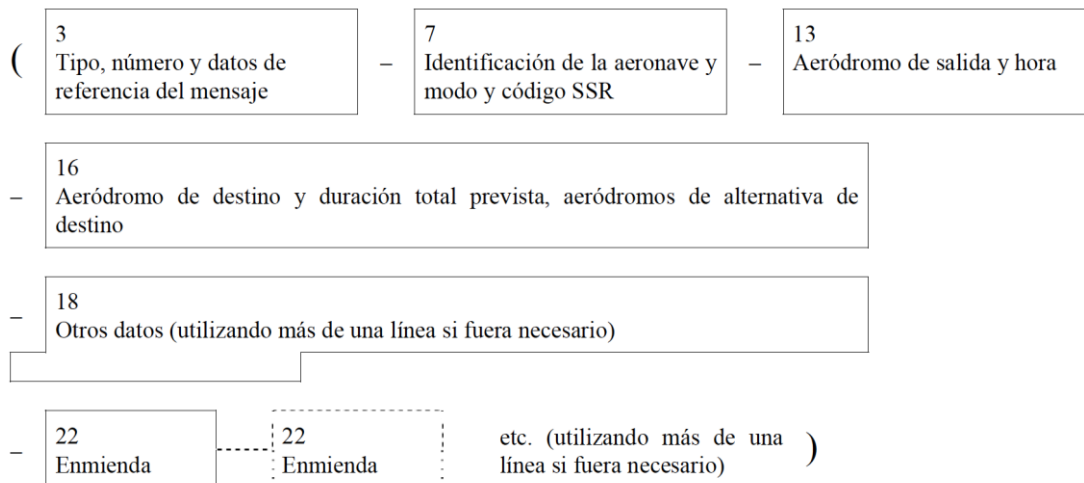 ( 3 – 7 – 13
Tipo, número y datos de referencia del mensaje
Identificación de la aeronave y modo y código SSR
Aeródromo de salida y hora
– 16
Aeródromo de destino y duración total prevista, aeródromos de alternativa de
destino
– 18
Otros datos (utilizando más de una línea si fuera necesario)
– 22
Enmienda
22
Enmienda
etc. (utilizando más de una
línea si fuera necesario) )